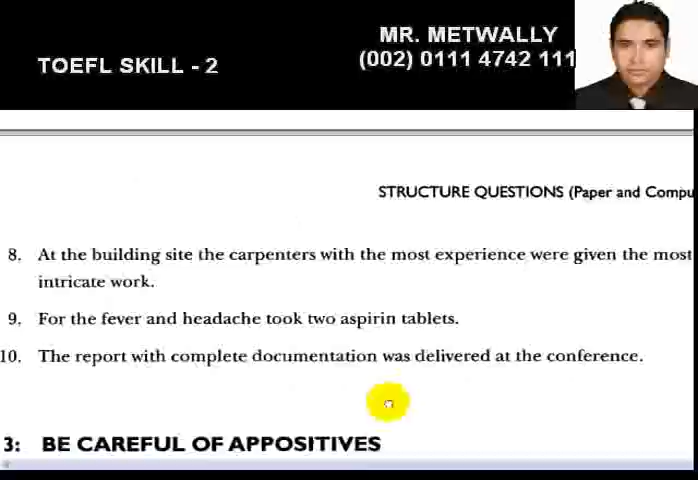 MR. METWALLY
TOEFL SKILL - 2
(002) 0111 4742 111
STRUCTURE QUESTIONS (Paper and Compu
8. At the building site the carpenters with the most experience were given the most
intricate work.
9. For the fever and headache took two aspirin tablets.
10. The report with complete documentation was delivered at the conference.
3: BE CAREFUL OF APPOSITIVES